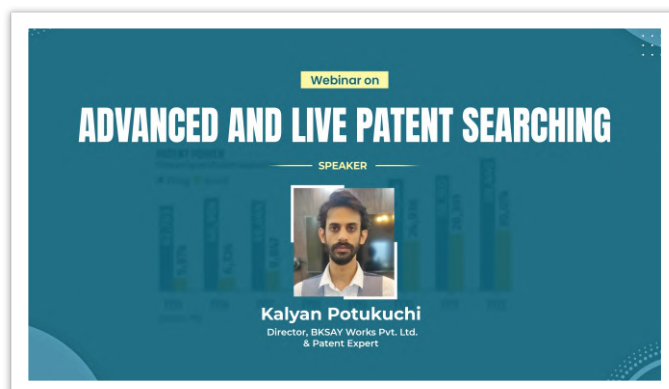 Webinar on
ADVANCED AND LIVE PATENT SEARCHING
SPEAKER
Kalyan Potukuchi
Director, BKSAY Works Pvt. Ltd.
& Patent Expert